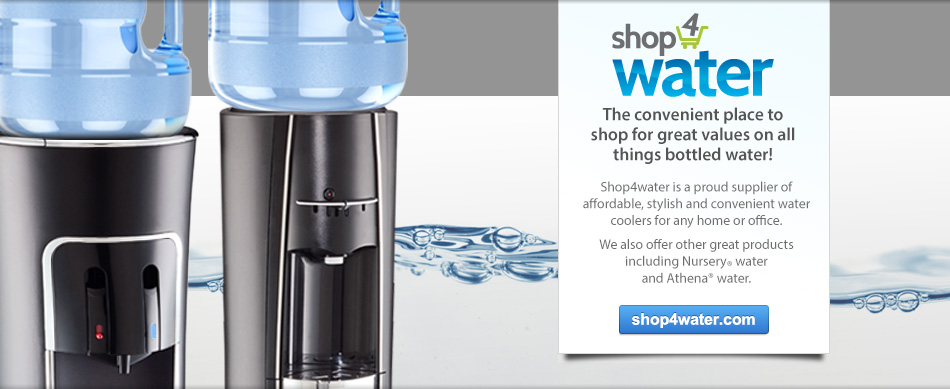 shop4
water
The convenient place to
shop for great values on all
things bottled water!
Shop4water is a proud supplier of
affordable, stylish and convenient water
coolers for any home or office.
We also offer other great products
including Nursery® water
and Athena® water.
shop4water.com